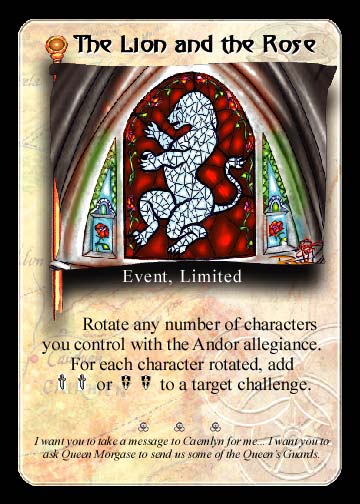 The Lion and the Rose
Event, Limited
Rotate any number of characters
you control with the Andor allegiance.
For each character rotated, add
or to a target challenge.
I want you to take a message to Caemlyn for me... I want you to
ask Queen Morgase to send us some of the Queen's Guards.